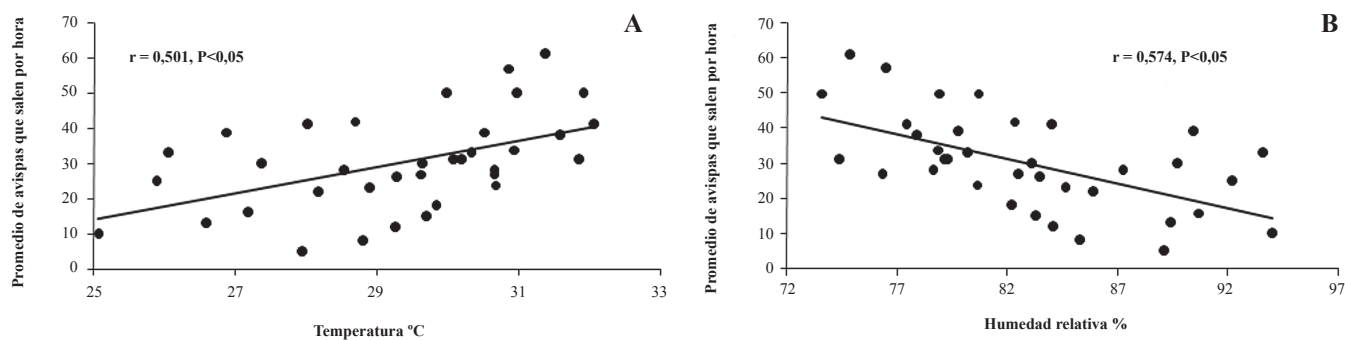 A
Promedio de avispas que salen por hora
70
60
50
40
30
20
10
0
r = 0,501, P<0,05
25 27 29 31 33
Temperatura ºC
B
Promedio de avispas que salen por hora
70
60
50
40
30
20
10
0
r = 0,574, P<0,05
72 77 82 87 92 97
Humedad relativa %